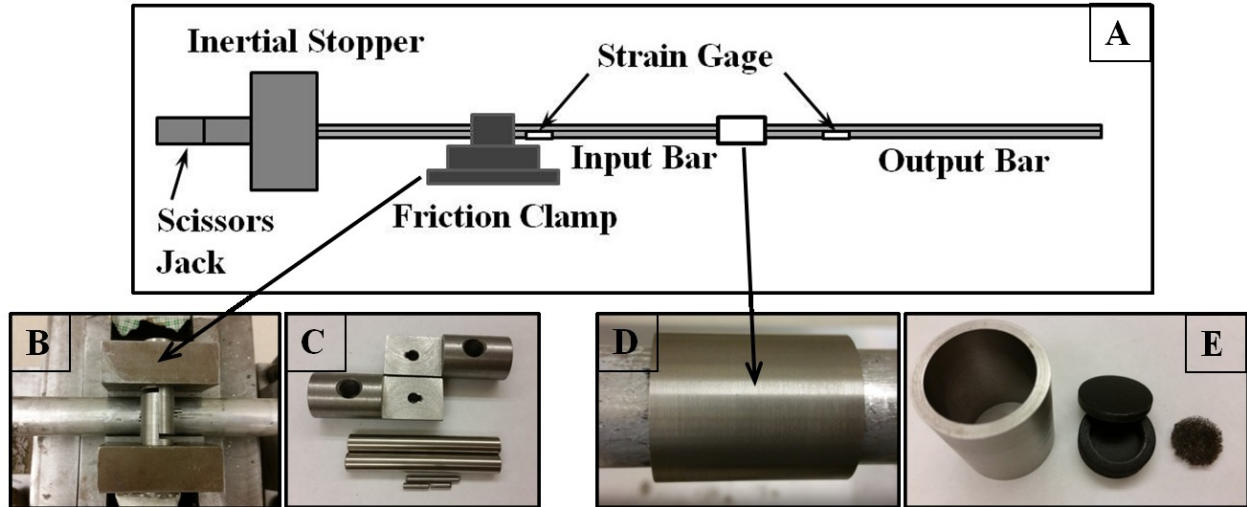 A
Inertial Stopper
Strain Gage
Input Bar
Output Bar
Friction Clamp
Scissors
Jack
B
C
D
E